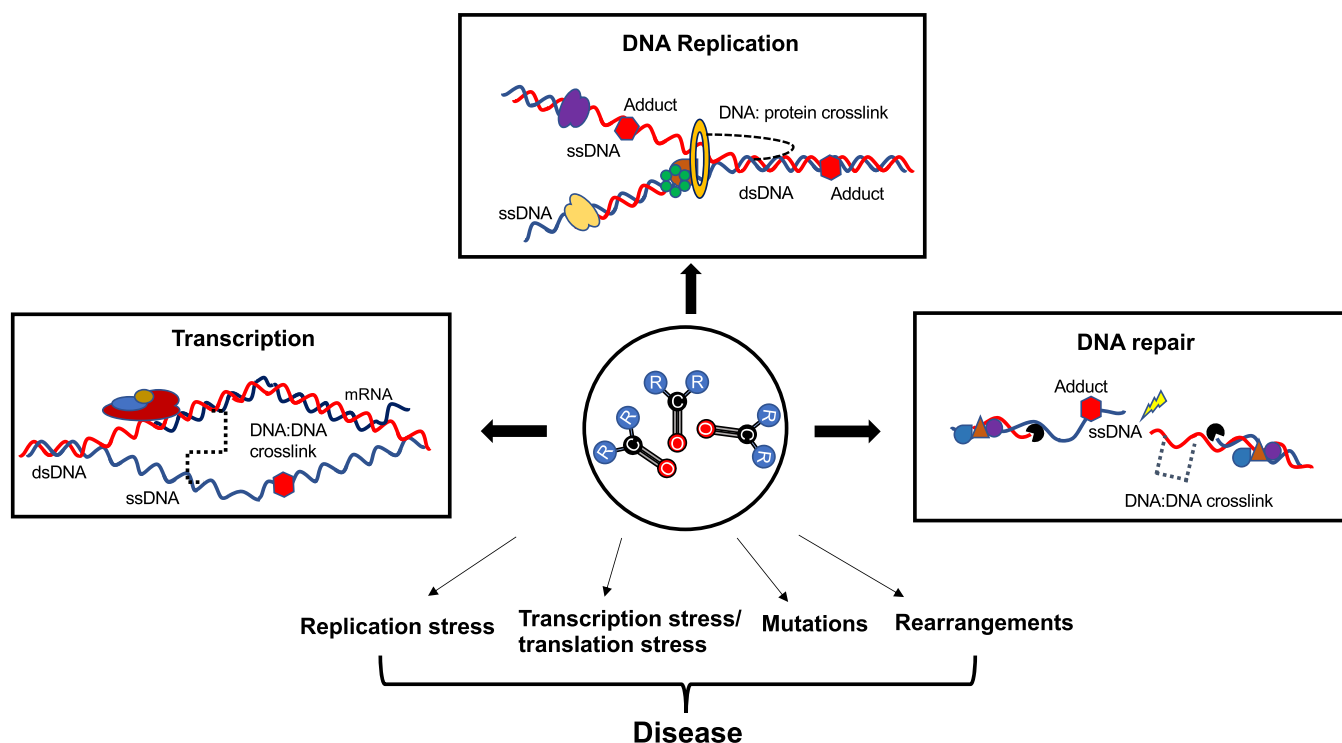 DNA Replication
Adduct
DNA: protein crosslink
ssDNA
dsDNA
Adduct
ssDNA
Transcription
mRNA
DNA:DNA
crosslink
dsDNA
ssDNA
R R
C
O
R
C
R
O
O
C
R
R
DNA repair
Adduct
ssDNA
DNA:DNA crosslink
Replication stress
Transcription stress/
translation stress
Mutations
Rearrangements
Disease